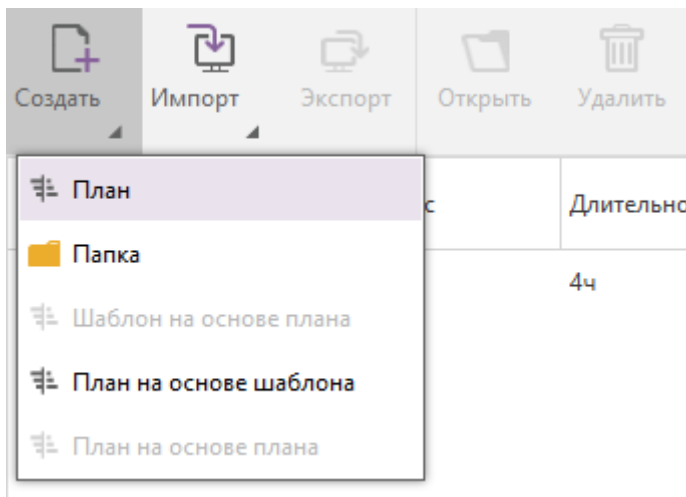 Создать
Импорт
Экспорт
Открыть
Удалить
План
Папка
Шаблон на основе плана
План на основе шаблона
План на основе плана
с
Длительно
4ч